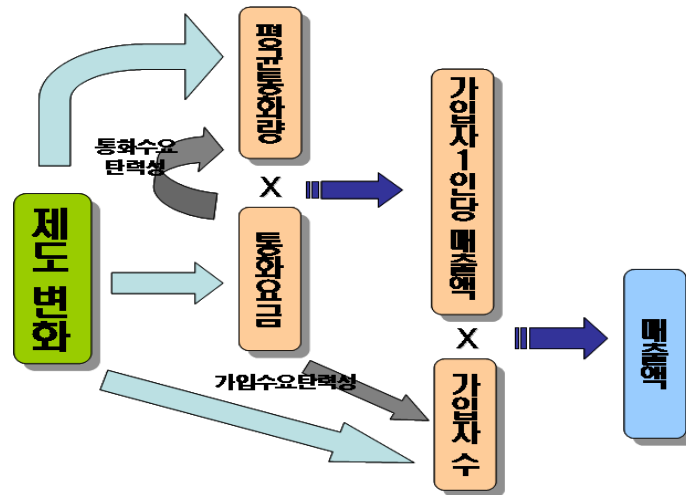 평균통화량
통화수요
탄력성
X
제도 변화
통화요금
가입자1인당 매출액
X
가입수요탄력성
가입자 수
매출액